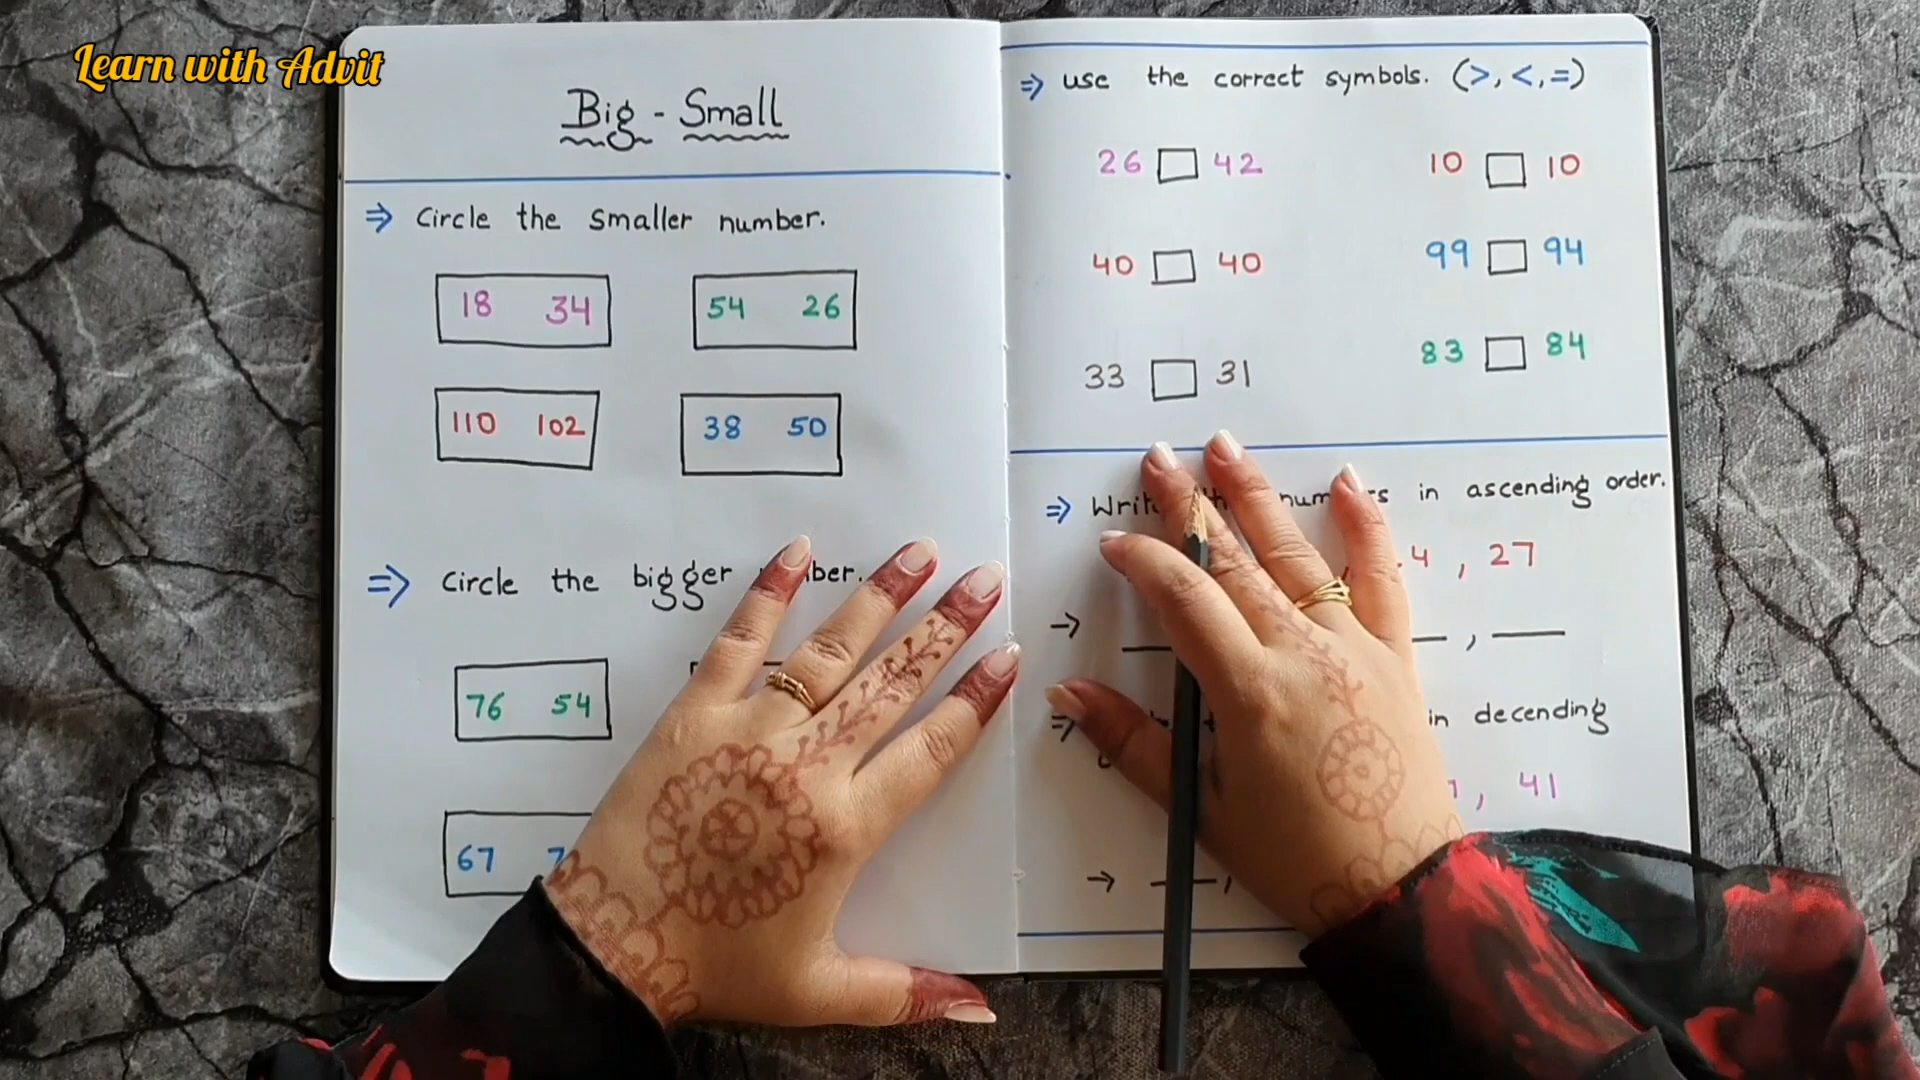 Learn with Advit
Big - Small
⇒ Circle the smaller number.
18 34
54 26
110 102
38 50
⇒ Circle the bigger
76 54
67
⇒ use the correct symbols. (>, <, =)
26 □ 42
10 □ 10
40 □ 40
99 □ 94
33 □ 31
83 □ 84
⇒ in ascending order.
, 27
→ , ___
⇒ in decending
, 41
→ ___ ,